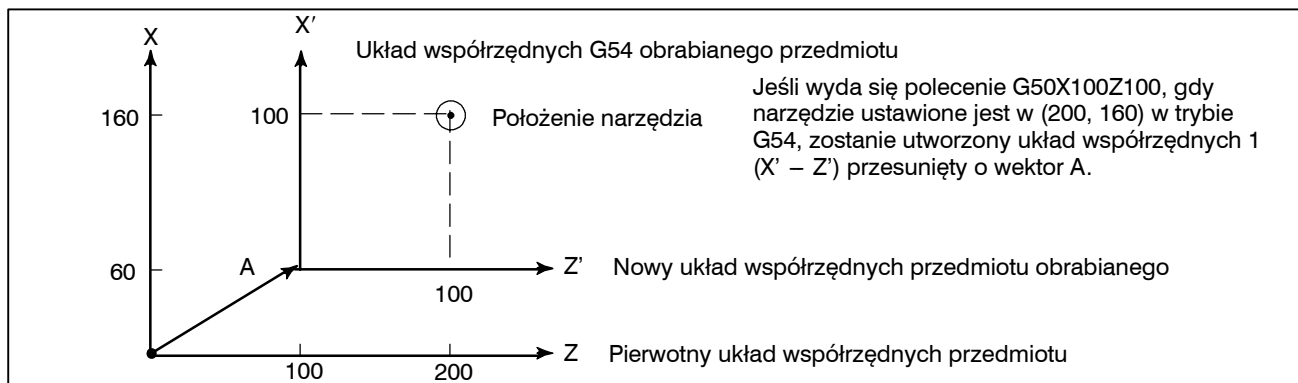 X
X′
Układ współrzędnych G54 obrabianego przedmiotu
160
100
Położenie narzędzia
Jeśli wyda się polecenie G50X100Z100, gdy
narzędzie ustawione jest w (200, 160) w trybie
G54, zostanie utworzony układ współrzędnych 1
(X’ – Z’) przesunięty o wektor A.
60
A
Z’
Nowy układ współrzędnych przedmiotu obrabianego
100
Z
Pierwotny układ współrzędnych przedmiotu
100
200